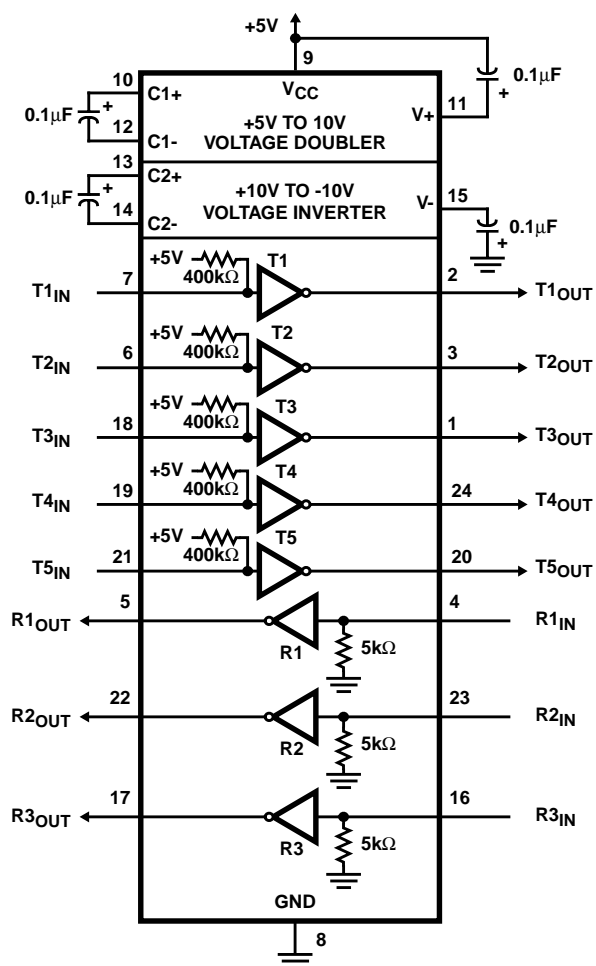 +5V
9
VCC
10
C1+
0.1μF
+
12
C1-
+5V TO 10V
VOLTAGE DOUBLER
V+
11
+
0.1μF
13
C2+
0.1μF
+
14
C2-
+10V TO -10V
VOLTAGE INVERTER
V-
15
0.1μF
+
+5V
400kΩ
T1
T1IN
7
2
T1OUT
+5V
400kΩ
T2
T2IN
6
3
T2OUT
+5V
400kΩ
T3
T3IN
18
1
T3OUT
+5V
400kΩ
T4
T4IN
19
24
T4OUT
+5V
400kΩ
T5
T5IN
21
20
T5OUT
R1OUT
5
4
R1IN
R1
5kΩ
R2OUT
22
23
R2IN
R2
5kΩ
R3OUT
17
16
R3IN
R3
5kΩ
GND
8